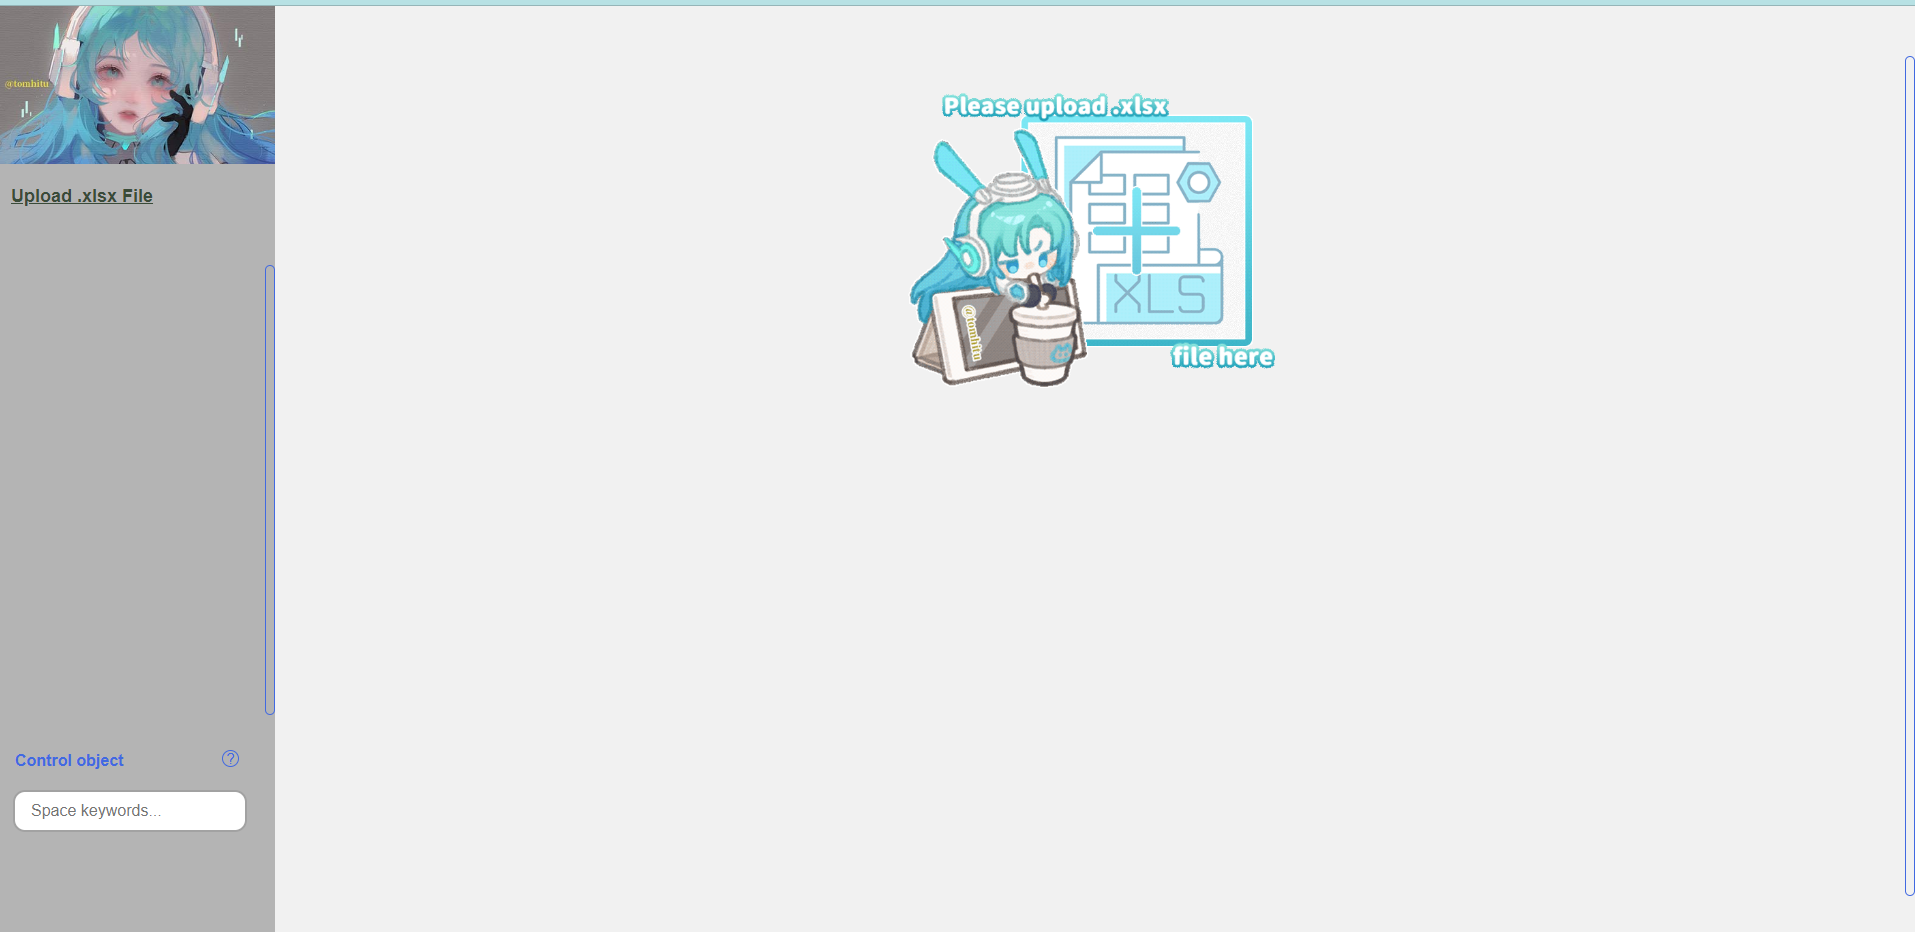 @tomhitu
Upload .xlsx File
Please upload .xlsx
XLS
@tomhitu
file here
Control object
?
Space keywords...